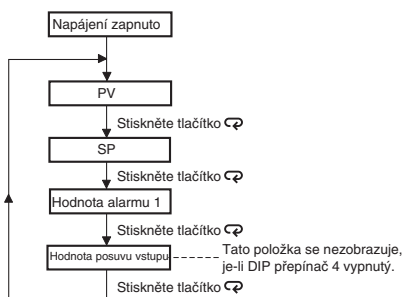 Napájení zapnuto
PV
Stiskněte tlačítko
SP
Stiskněte tlačítko
Hodnota alarmu 1
Stiskněte tlačítko
Hodnota posuvu vstupu
Tato položka se nezobrazuje,
je-li DIP přepínač 4 vypnutý.
Stiskněte tlačítko